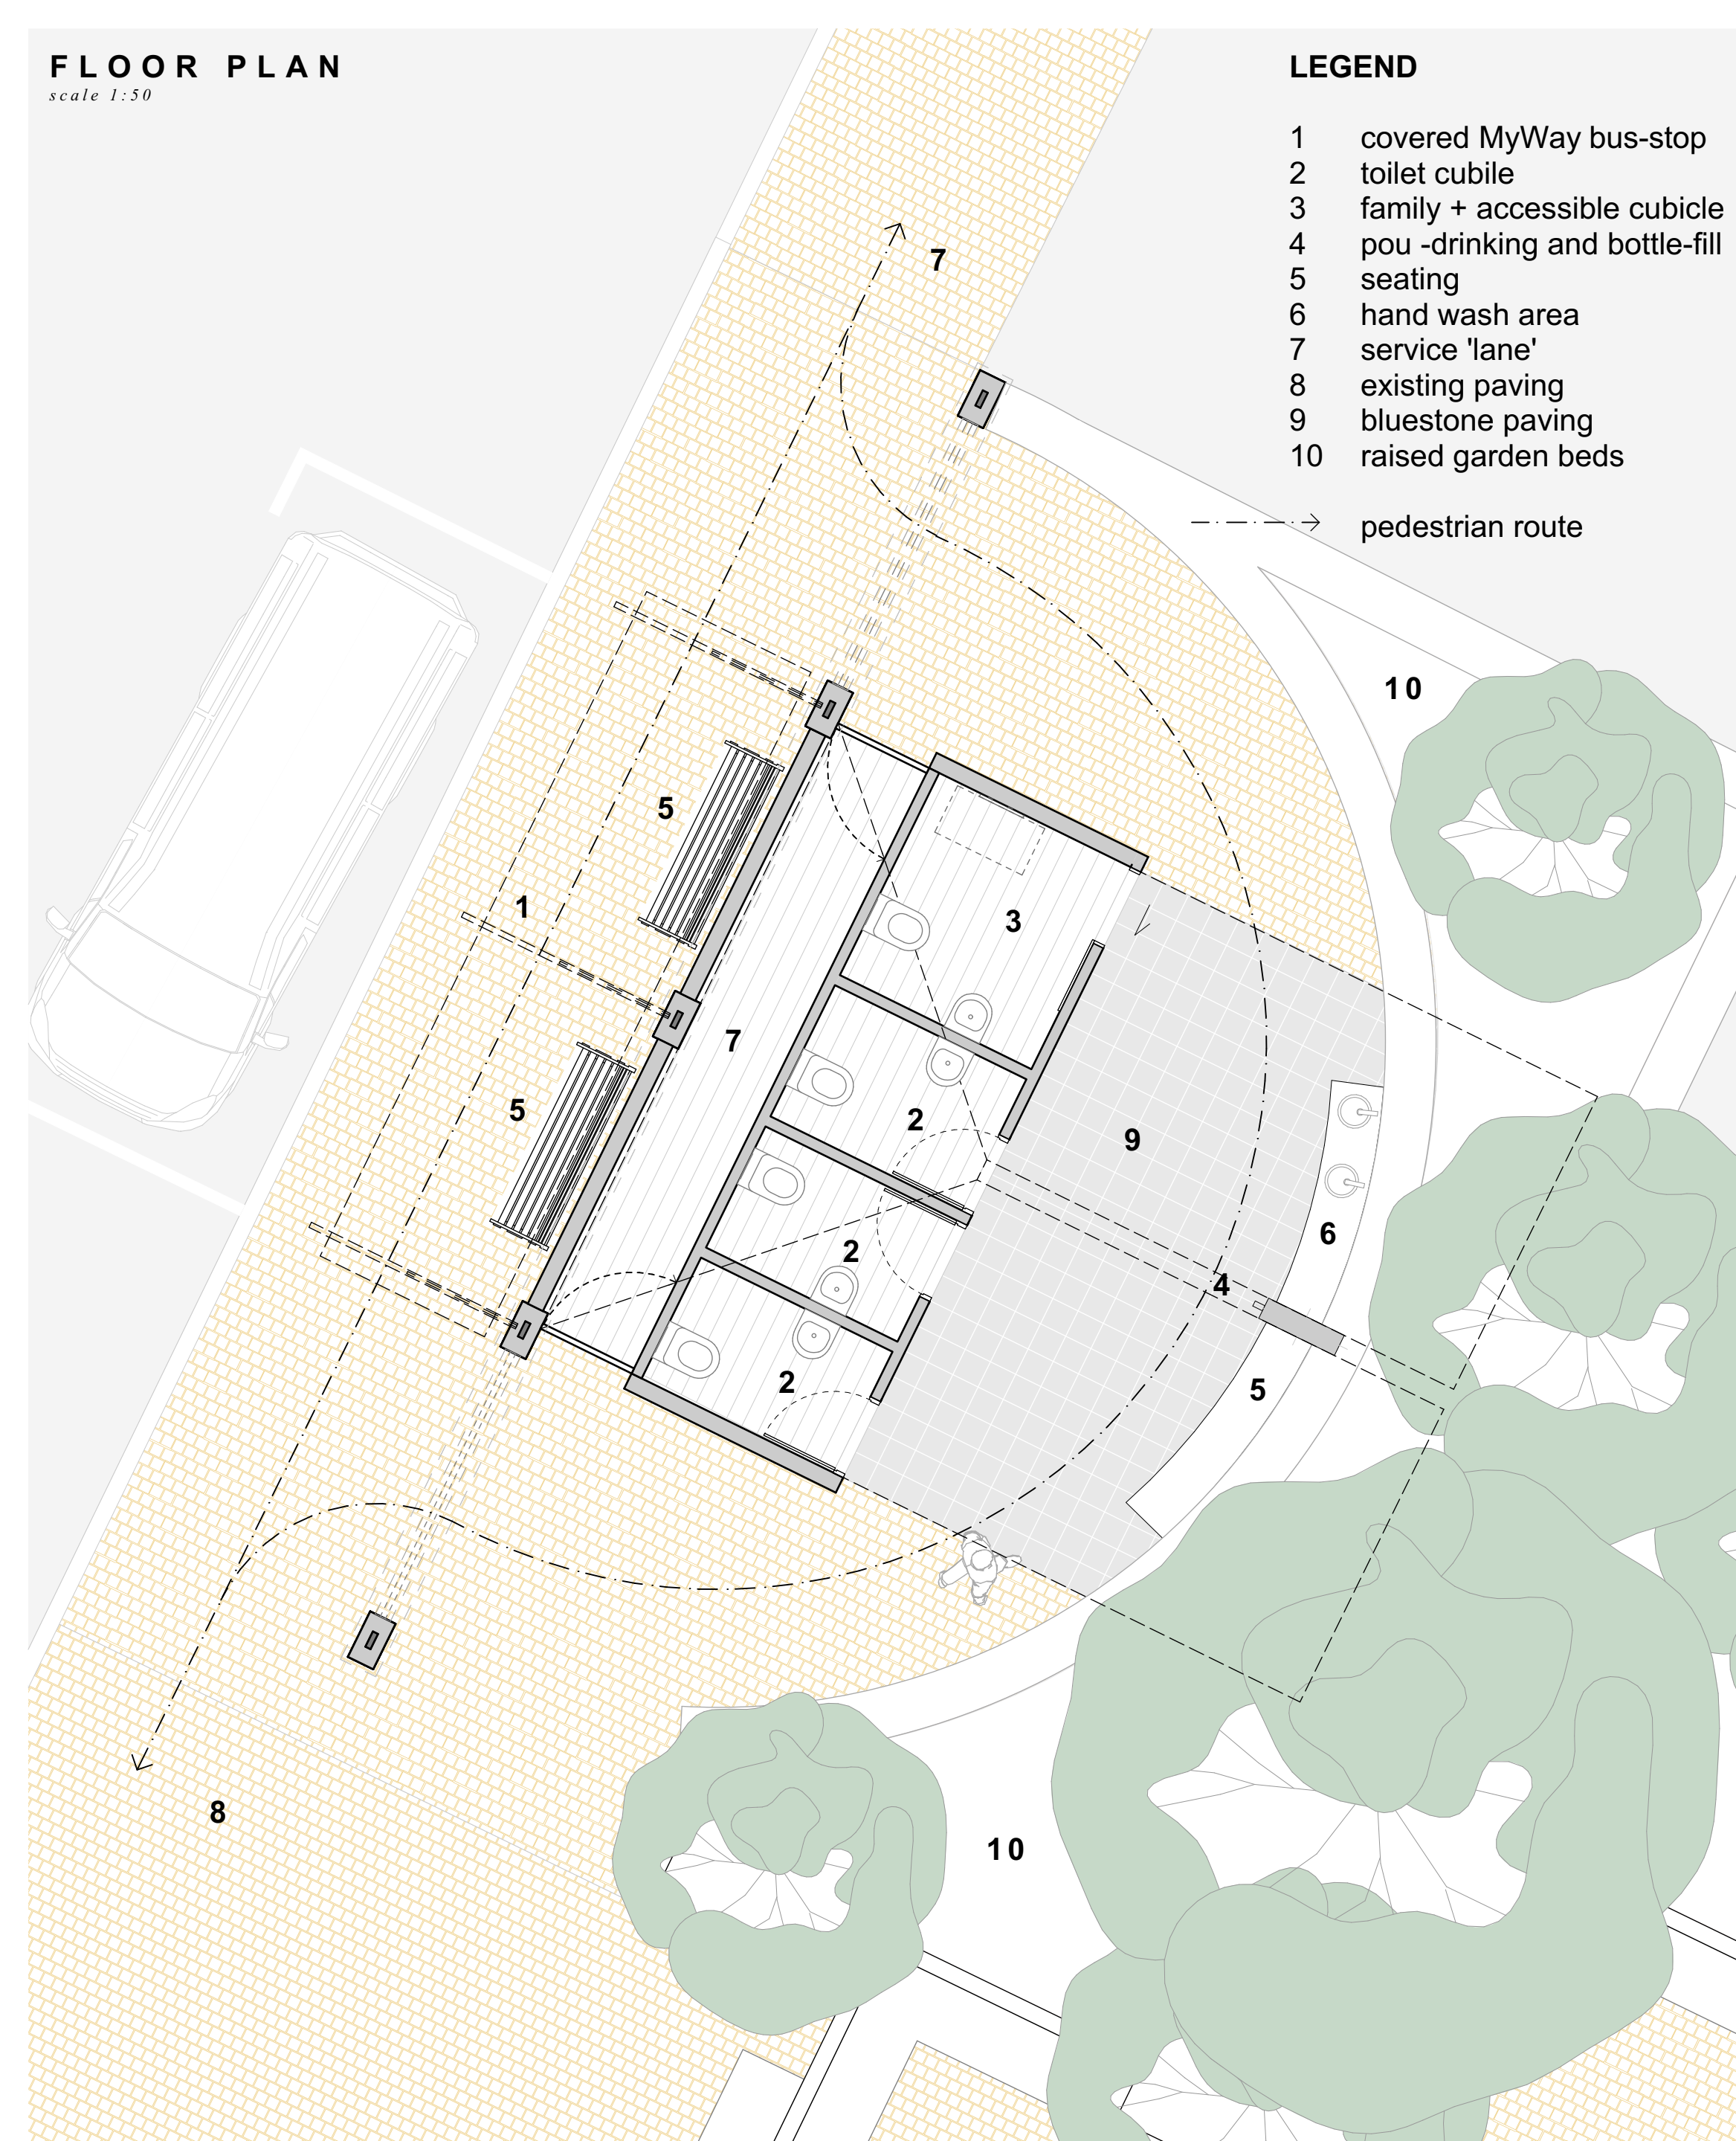 FLOOR PLAN
scale 1:50
LEGEND
1 covered MyWay bus-stop
2 toilet cubile
3 family + accessible cubicle
4 pou -drinking and bottle-fill
5 seating
6 hand wash area
7 service 'lane'
8 existing paving
9 bluestone paving
10 raised garden beds
pedestrian route
7
10
5
1
3
7
5
2
9
2
6
4
2
5
8
10